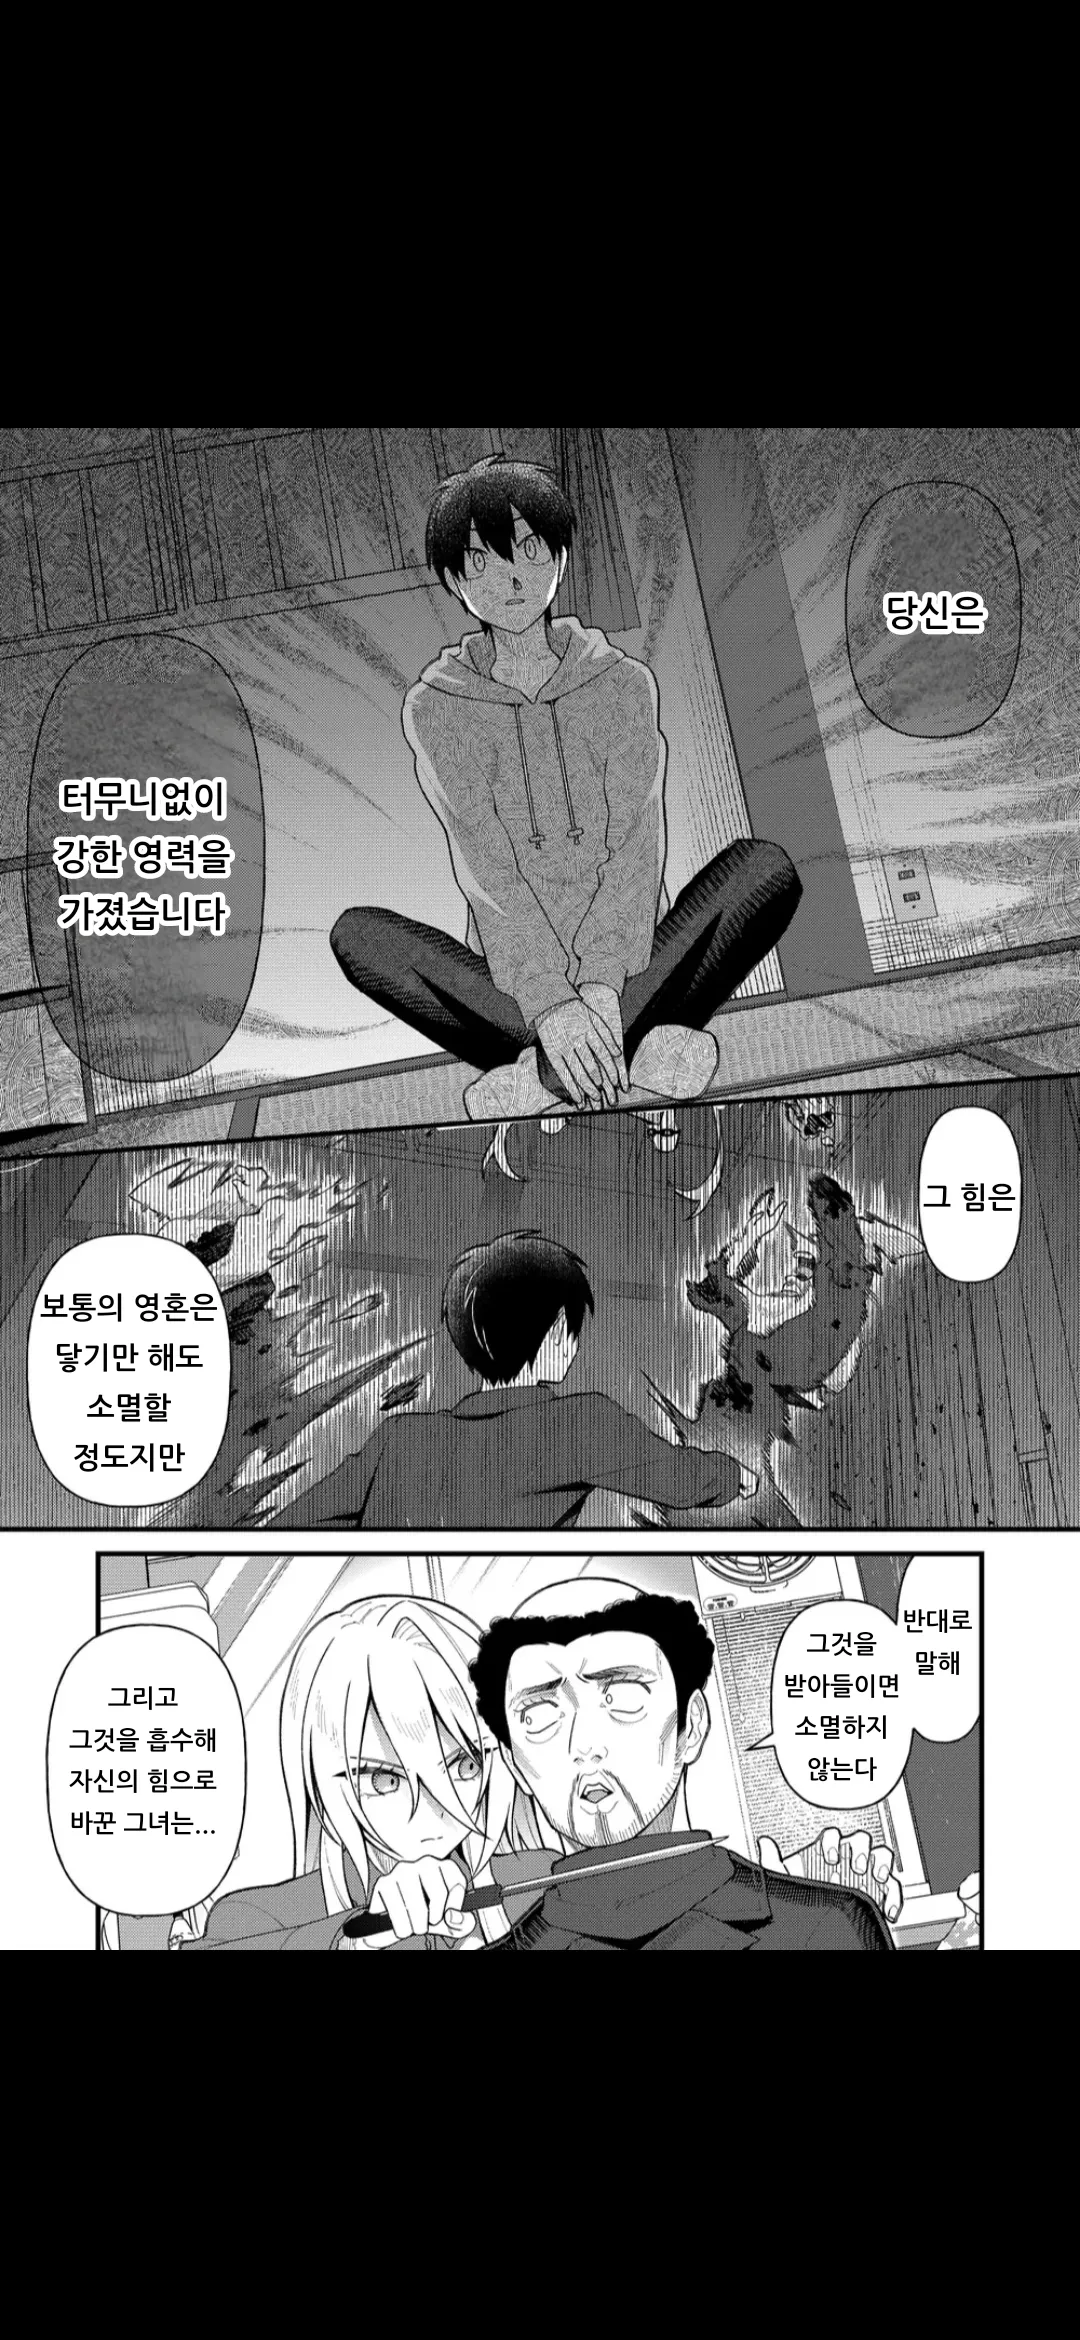 당신은
터무니없이
강한 영력을
가졌습니다
그 힘은
보통의 영혼은
닿기만 해도
소멸할
정도지만
반대로
말해
그것을
받아들이면
소멸하지
않는다
그리고
그것을 흡수해
자신의 힘으로
바꾼 그녀는...